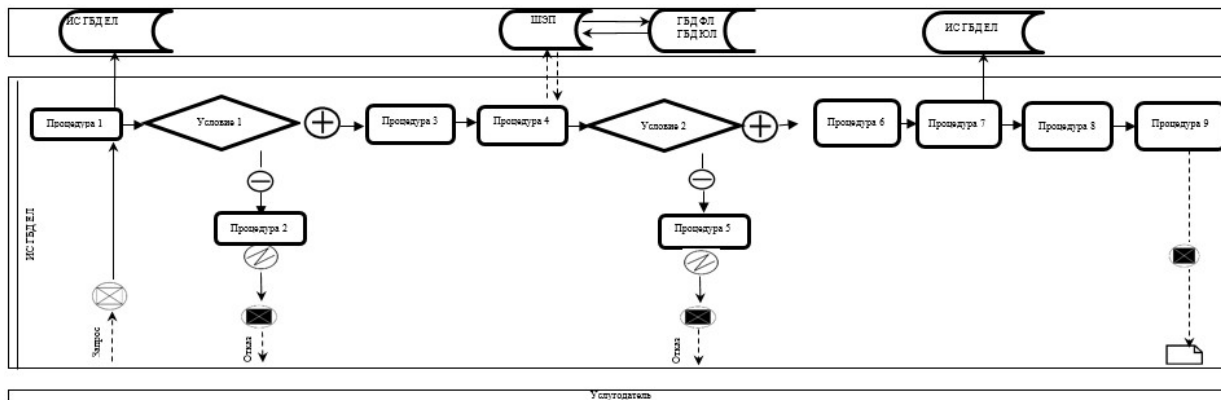 ИС ГБД ЕЛ
ШЭП
ГБД ФЛ
ГБД ЮЛ
ИС ГБД ЕЛ
Процедура 1
Условие 1
Процедура 3
Процедура 4
Условие 2
Процедура 6
Процедура 7
Процедура 8
Процедура 9
Процедура 2
Процедура 5
ИС ГБД ЕЛ
Запрос
Отказ
Отказ
Услугодатель